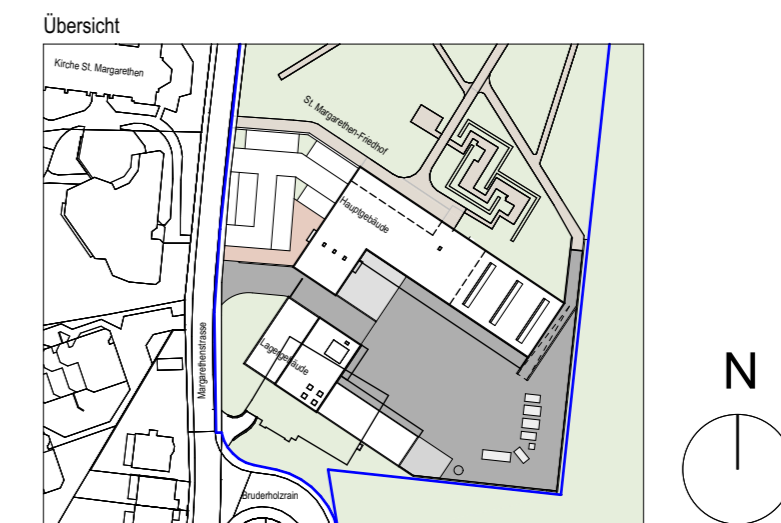 Übersicht
Kirche St. Margarethen
St. Margarethen-Friedhof
Hauptgebäude
Margarethenstrasse
Lagergebäude
N
Bruderholzrain